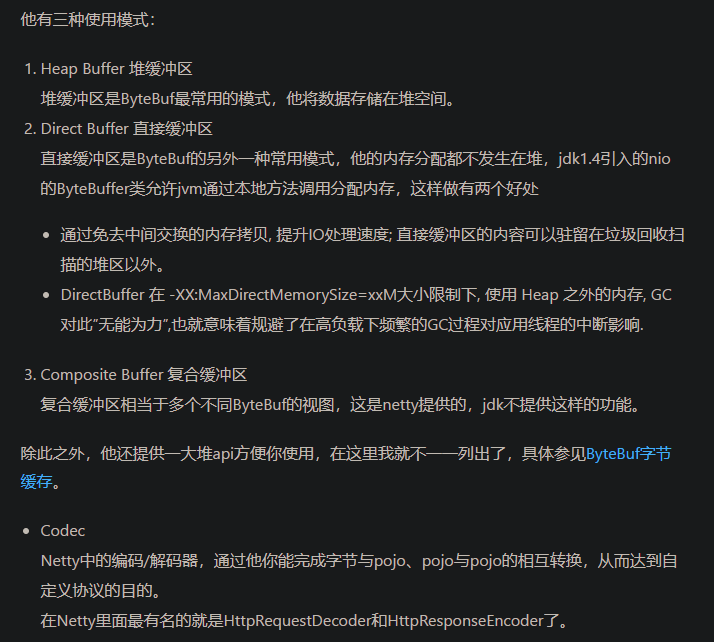 他有三种使用模式：
1. Heap Buffer 堆缓冲区
堆缓冲区是ByteBuf最常用的模式，他将数据存储在堆空间。
2. Direct Buffer 直接缓冲区
直接缓冲区是ByteBuf的另外一种常用模式，他的内存分配都不发生在堆，jdk1.4引入的nio
的ByteBuffer类允许jvm通过本地方法调用分配内存，这样做有两个好处
• 通过免去中间交换的内存拷贝, 提升IO处理速度; 直接缓冲区的内容可以驻留在垃圾回收扫
描的堆区以外。
• DirectBuffer 在 -XX:MaxDirectMemorySize=xxM大小限制下, 使用 Heap 之外的内存, GC
对此”无能为力”,也就意味着规避了在高负载下频繁的GC过程对应用线程的中断影响.
3. Composite Buffer 复合缓冲区
复合缓冲区相当于多个不同ByteBuf的视图，这是netty提供的，jdk不提供这样的功能。
除此之外，他还提供一大堆api方便你使用，在这里我就不一一列出了，具体参见ByteBuf字节
缓存。
• Codec
Netty中的编码/解码器，通过他你能完成字节与pojo、pojo与pojo的相互转换，从而达到自
定义协议的目的。
在Netty里面最有名的就是HttpRequestDecoder和HttpResponseEncoder了。